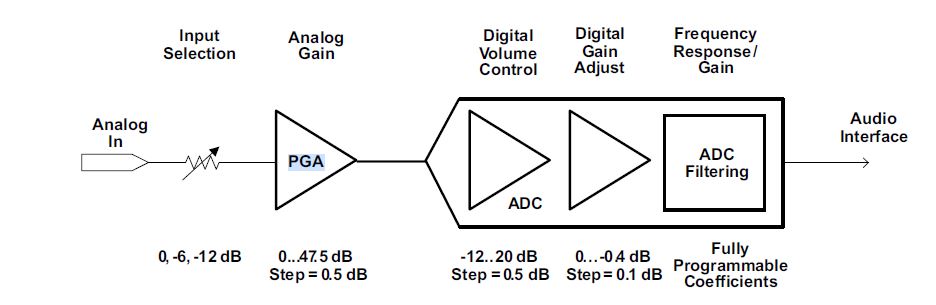 Input
Selection
Analog
Gain
Digital
Volume
Control
Digital
Gain
Adjust
Frequency
Response/
Gain
Analog
In
PGA
ADC
ADC
Filtering
Audio
Interface
0, -6, -12 dB
0...47.5 dB
Step = 0.5 dB
-12..20 dB
Step = 0.5 dB
0...-0.4 dB
Step = 0.1 dB
Fully
Programmable
Coefficients